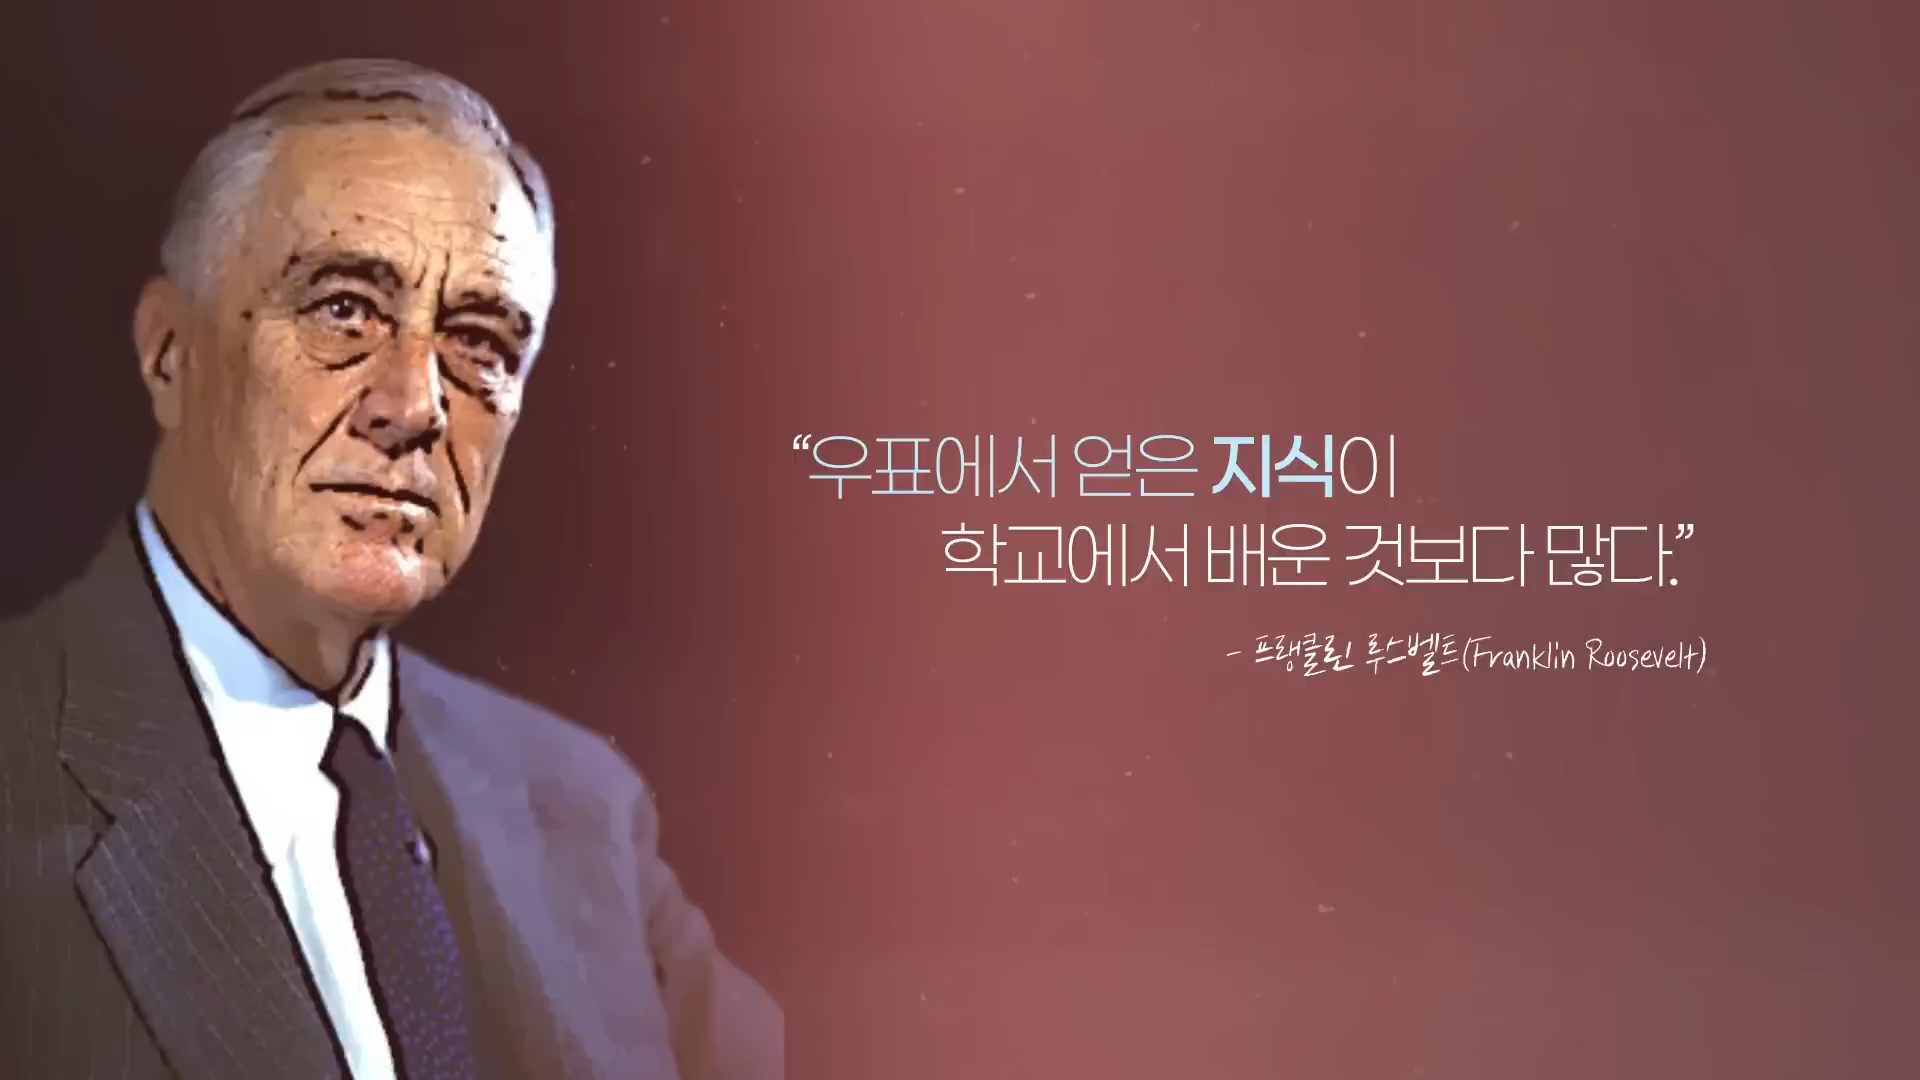 “우표에서 얻은 지식이
학교에서 배운 것보다 많다.”
- 프랭클린 루스벨트(Franklin Roosevelt)